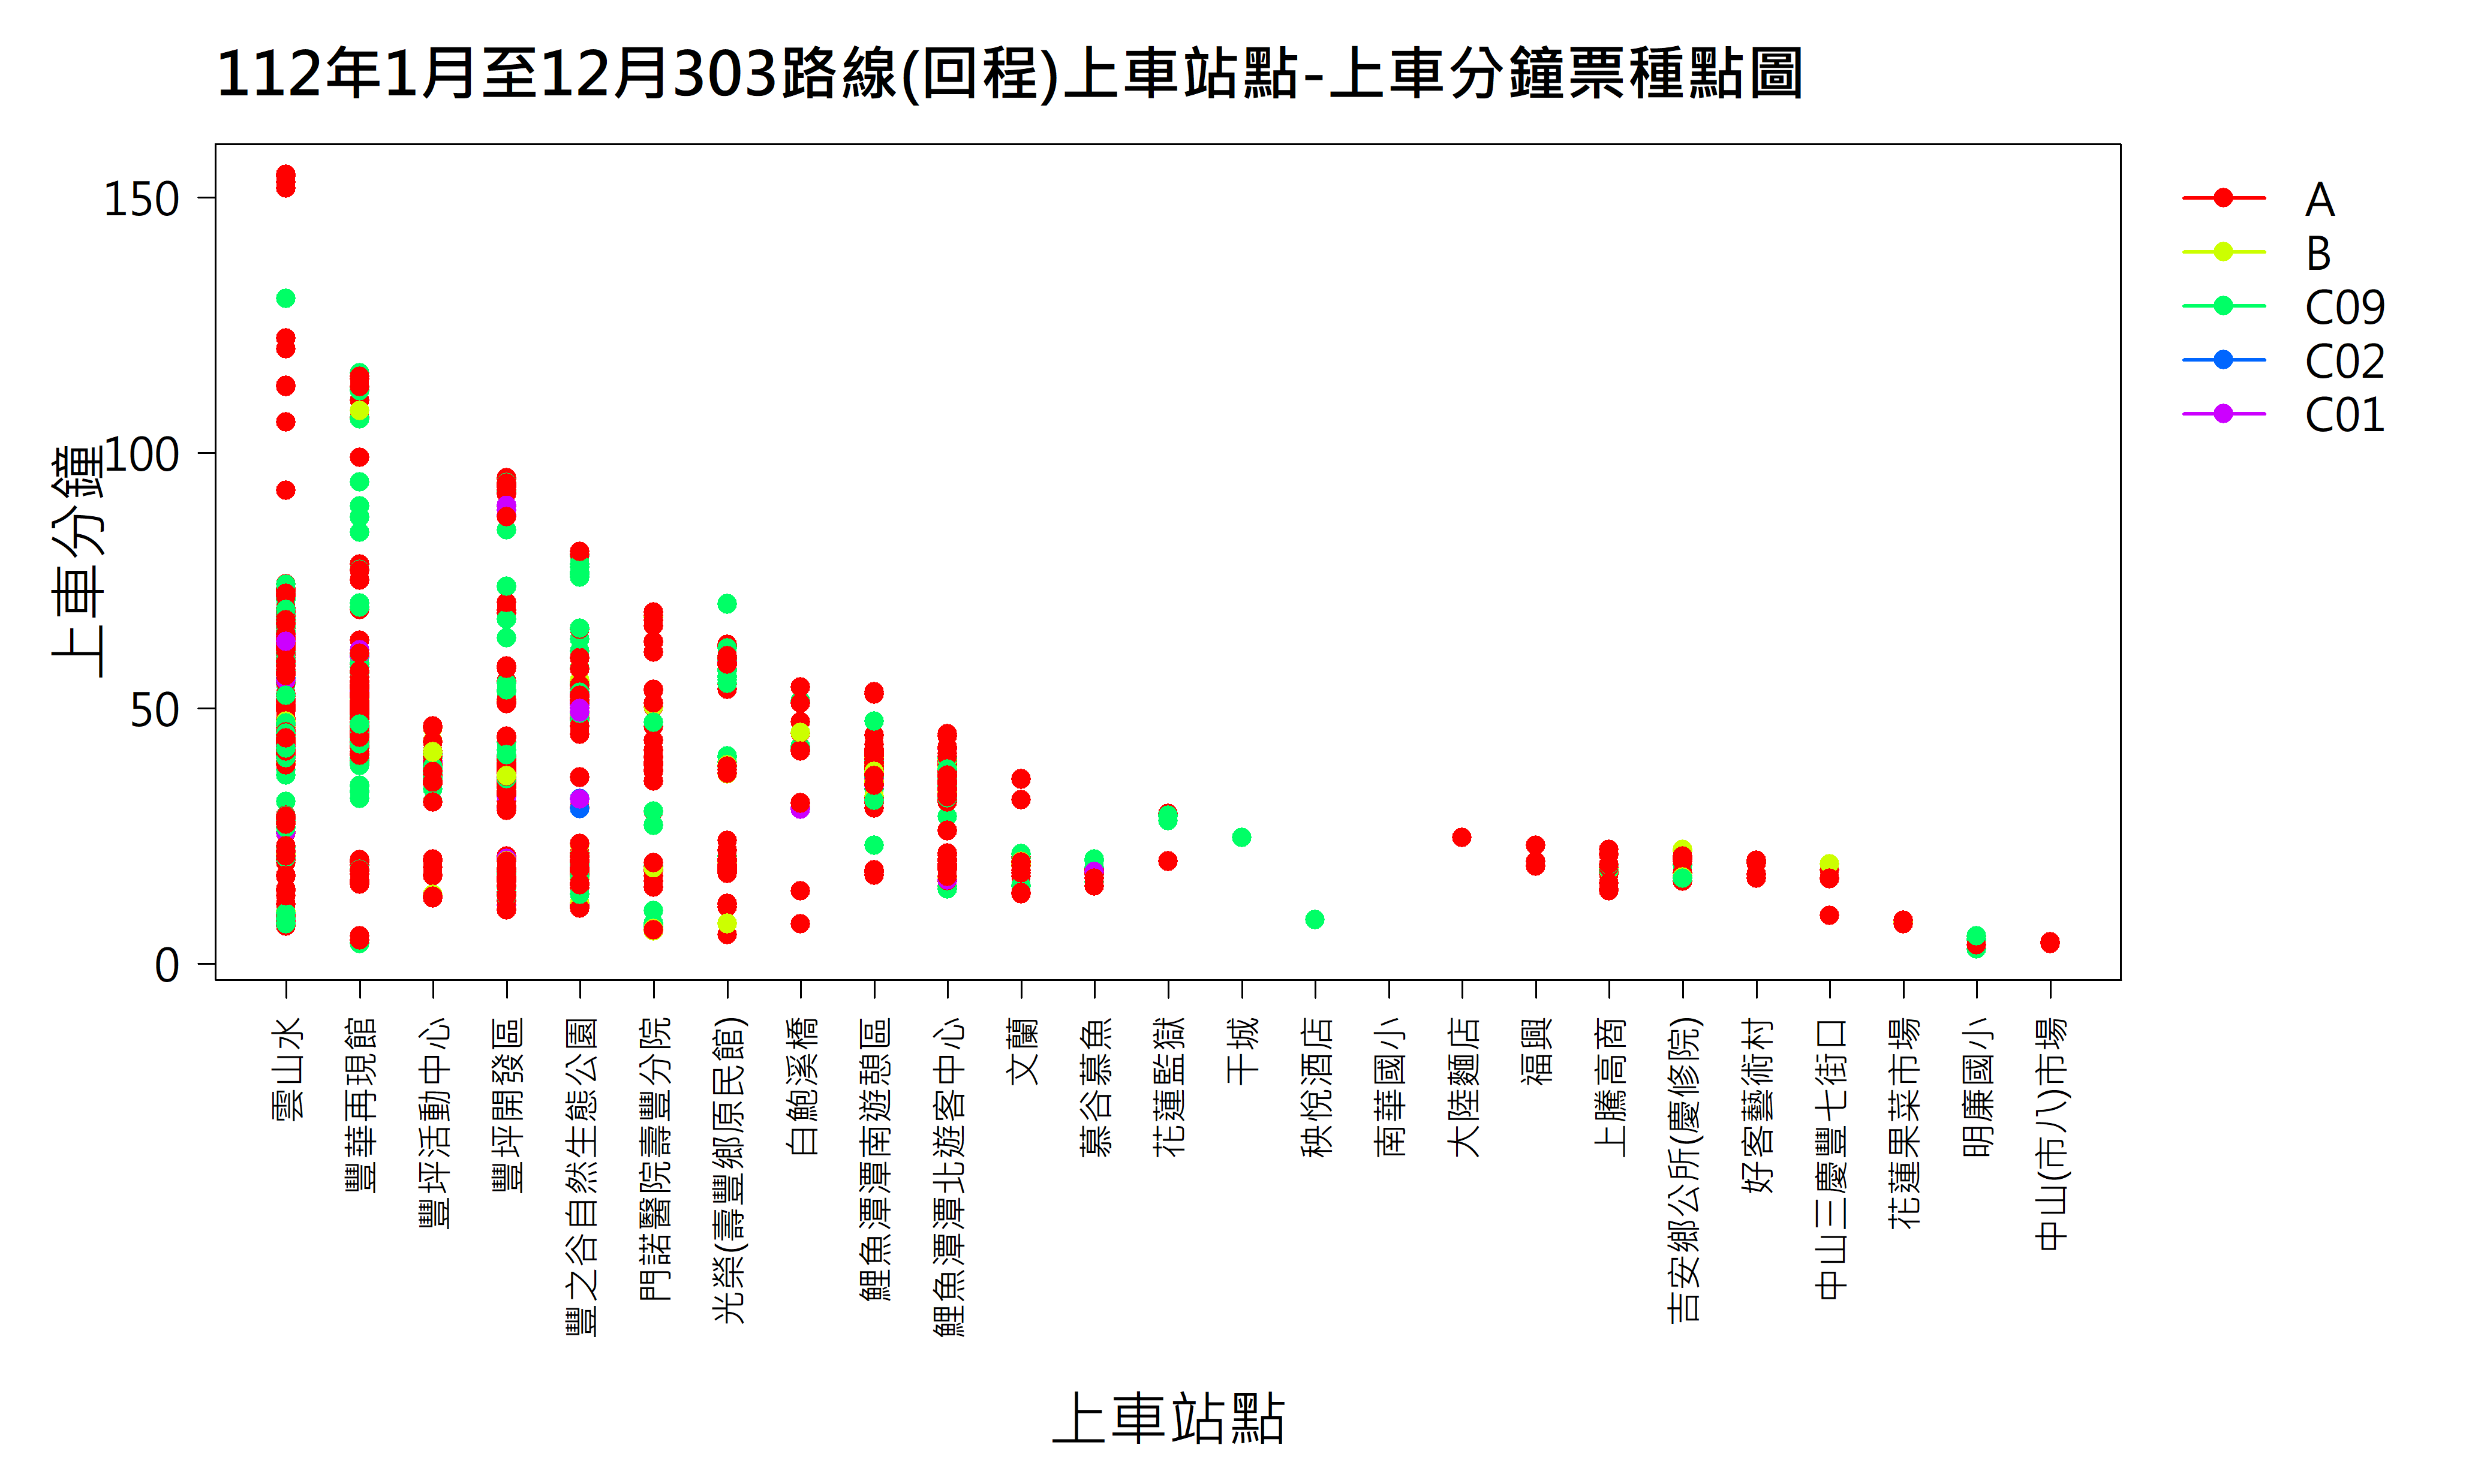 112年1月至12月303路線(回程)上車站點-上車分鐘票種點圖
上車分鐘
150
100
50
0
A
B
C09
C02
C01
雲山水
豐華再現館
豐坪活動中心
豐坪開發區
豐之谷自然生態公園
門諾醫院壽豐分院
光榮(壽豐鄉原民館)
白鮑溪橋
鯉魚潭潭南遊憩區
鯉魚潭潭北遊客中心
文蘭
慕谷慕魚
花蓮監獄
干城
秧悅酒店
南華國小
大陸麵店
福興
上騰高商
吉安鄉公所(慶修院)
好客藝術村
中山三慶豐七街口
花蓮果菜市場
明廉國小
中山(市八)市場
上車站點